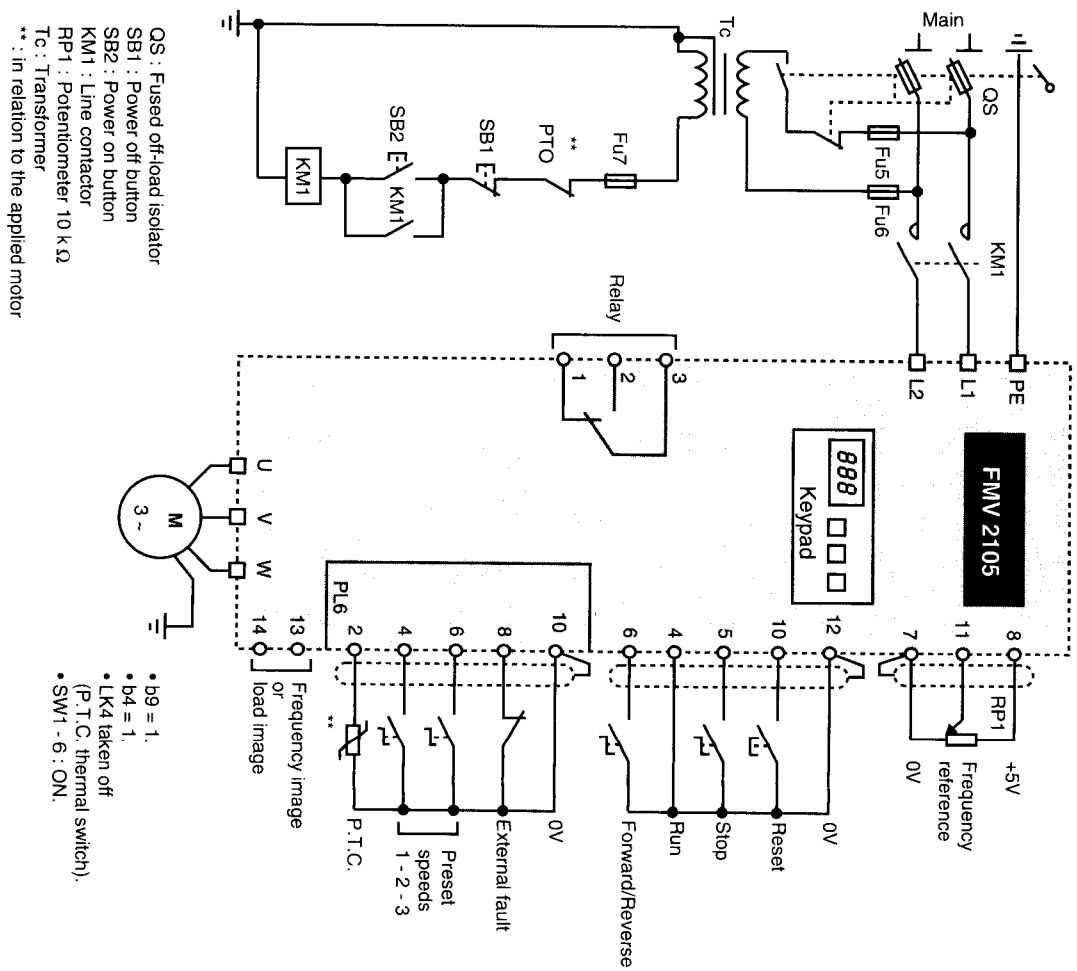 Main
QS
Fu5
Fu6
KM1
Tc
Fu7
**
PTO
SB1
SB2
KM1
KM1
QS : Fused off-load isolator
SB1 : Power off button
SB2 : Power on button
KM1 : Line contactor
RP1 : Potentiometer 10 kΩ
Tc : Transformer
** : in relation to the applied motor
PE
L1
L2
Relay
3
2
1
FMV 2105
888
Keypad
U
V
W
M
3 ~
8
11
7
RP1
+5V
Frequency
reference
0V
12
10
5
4
6
0V
Reset
Stop
Run
Forward/Reverse
PL6
10
8
6
4
2
0V
External fault
Preset
speeds
1 - 2 - 3
**
P.T.C.
13
14
Frequency image
or
load image
• b9 = 1.
• b4 = 1.
• LK4 taken off
(P.T.C. thermal switch).
• SW1 - 6 : ON.